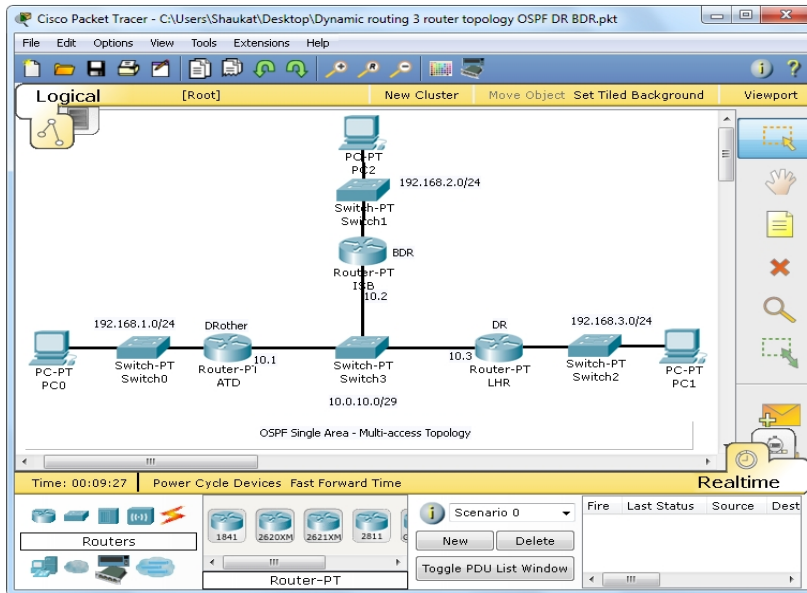 Cisco Packet Tracer - C:\Users\Shaukat\Desktop\Dynamic routing 3 router topology OSPF DR BDR.pkt
File Edit Options View Tools Extensions Help
Logical [Root] New Cluster Move Object Set Tiled Background Viewport
PC-PT
PC2
192.168.2.0/24
Switch-PT
Switch1
BDR
Router-PT
ISB
10.2
192.168.1.0/24 DRother DR 192.168.3.0/24
10.1 10.3
PC-PT
PC0
Switch-PT
Switch0
Router-PT
ATD
Switch-PT
Switch3
Router-PT
LHR
Switch-PT
Switch2
PC-PT
PC1
10.0.10.0/29
OSPF Single Area - Multi-access Topology
Time: 00:09:27 Power Cycle Devices Fast Forward Time Realtime
Routers
1841 2620XM 2621XM 2811
Router-PT
Scenario 0
New Delete
Toggle PDU List Window
Fire Last Status Source Dest